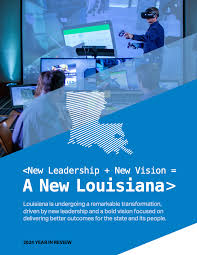 <New Leadership + New Vision =
A New Louisiana>
Louisiana is undergoing a remarkable transformation,
driven by new leadership and a bold vision focused on
delivering better outcomes for the state and its people.
2024 YEAR IN REVIEW